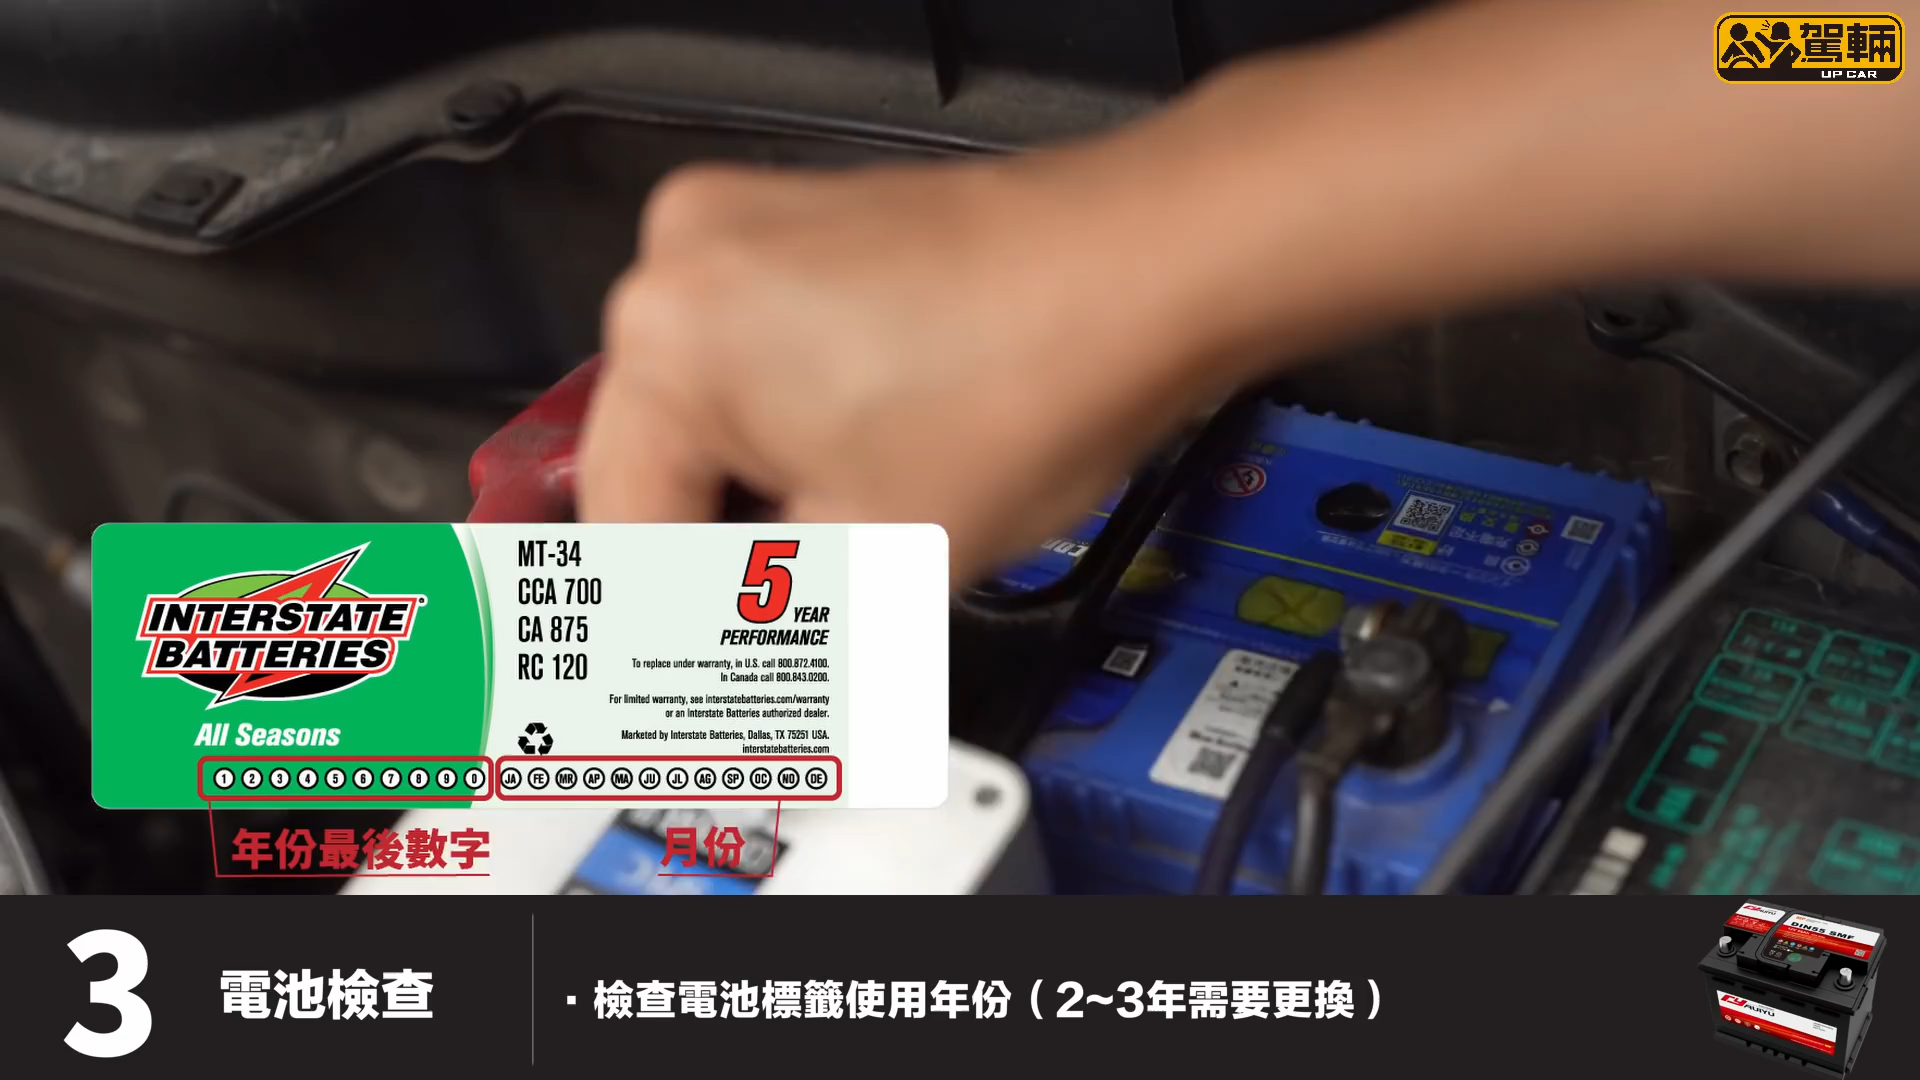 駕輛
UP CAR
INTERSTATE
BATTERIES
All Seasons
MT-34
CCA 700
CA 875
RC 120
5 YEAR
PERFORMANCE
To replace under warranty, in U.S. call 800.872.4100.
In Canada call 800.843.0200.
For limited warranty, see interstatebatteries.com/warranty
or an Interstate Batteries authorized dealer.
Marketed by Interstate Batteries, Dallas, TX 75251 USA.
interstatebatteries.com
1 2 3 4 5 6 7 8 9 0 JA FE MR AP MA JU JL AG SP OC NO DE
年份最後數字 月份
3 電池檢查
·檢查電池標籤使用年份（2~3年需要更換）
DIN55 SMF